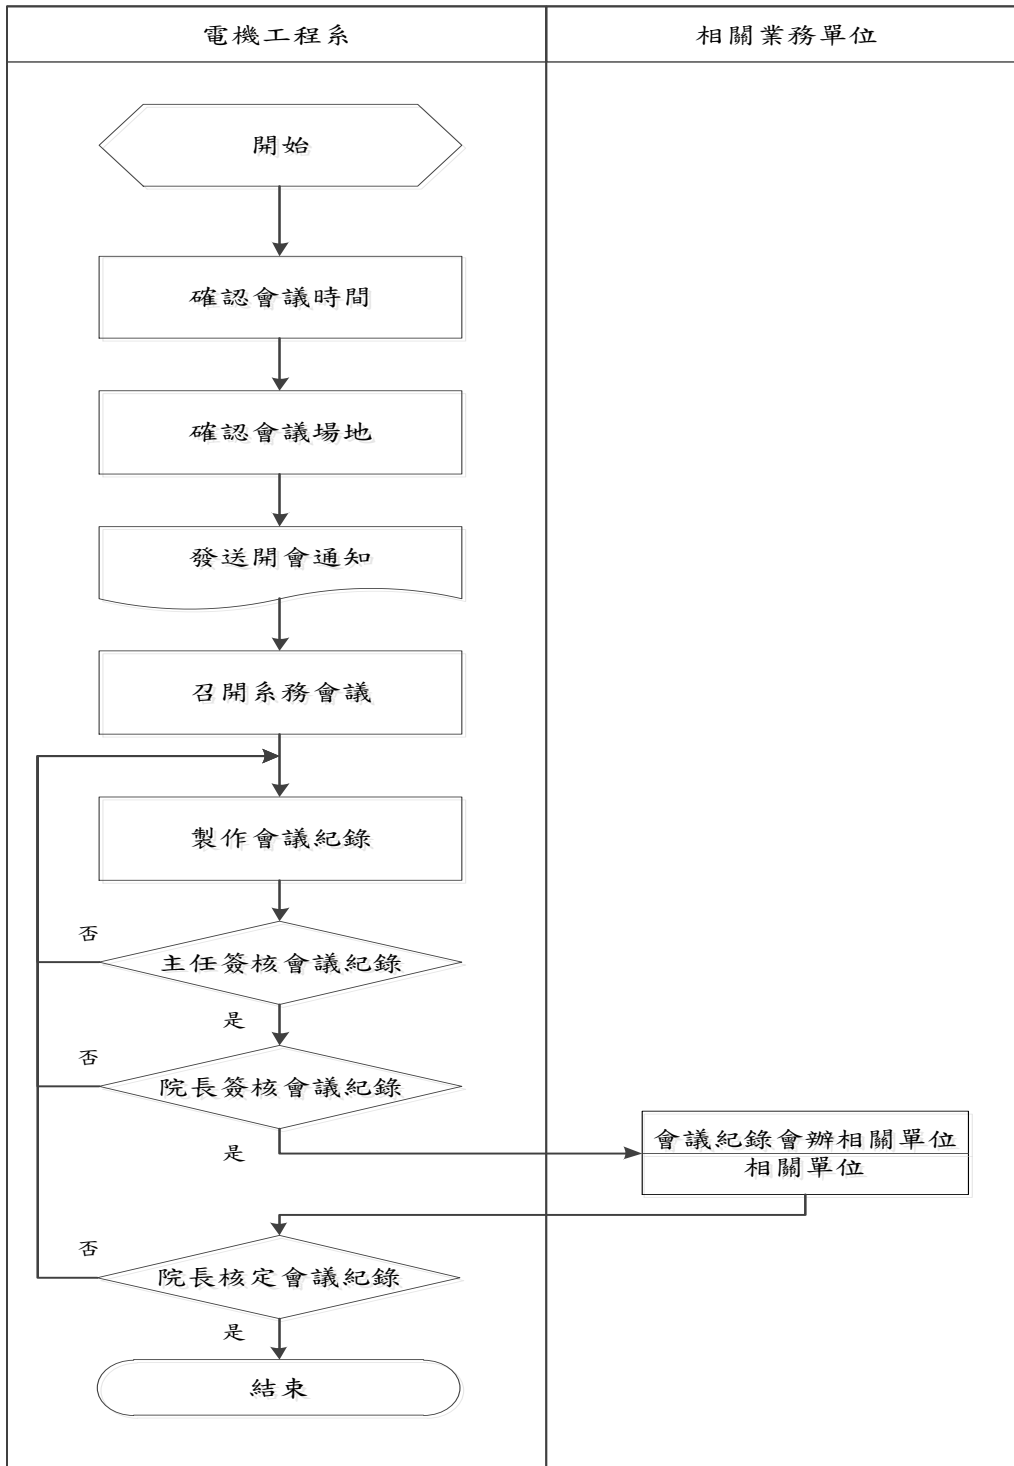 電機工程系
相關業務單位
開始
確認會議時間
確認會議場地
發送開會通知
召開系務會議
製作會議紀錄
否
主任簽核會議紀錄
是
否
院長簽核會議紀錄
是
會議紀錄會辦相關單位
相關單位
否
院長核定會議紀錄
是
結束